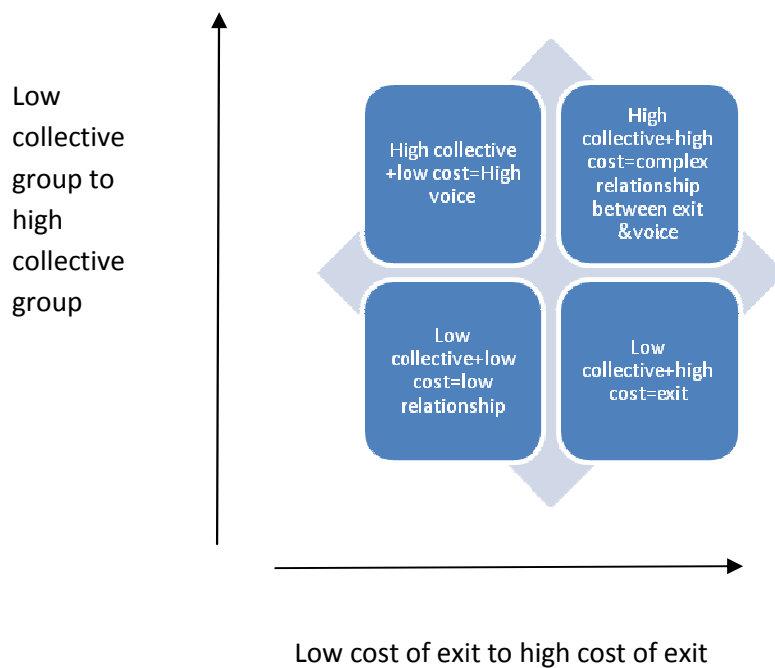 Low
collective
group to
high
collective
group
High collective
+low cost=High
voice
High
collective+high
cost=complex
relationship
between exit
&voice
Low
collective+low
cost=low
relationship
Low
collective+high
cost=exit
Low cost of exit to high cost of exit